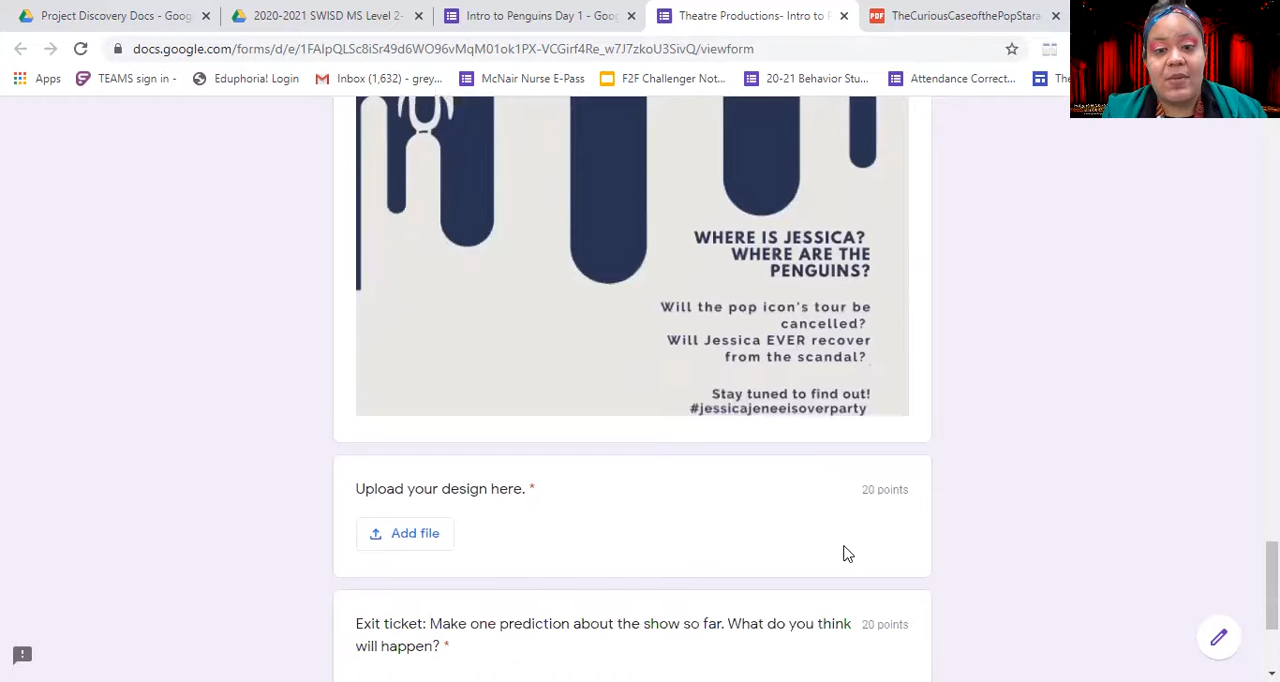 Project Discovery Docs - Goog
2020-2021 SWISD MS Level 2-
Intro to Penguins Day 1 - Goog
Theatre Productions- Intro to P
TheCuriousCaseofthePopStara
docs.google.com/forms/d/e/1FAIpQLSc8iSr49d6WO96vMqM01ok1PX-VCGirf4Re_w7J7zkoU3SivQ/viewform
Apps
TEAMS sign in -
Eduphoria! Login
Inbox (1,632) - grey...
McNair Nurse E-Pass
F2F Challenger Not...
20-21 Behavior Stu...
Attendance Correct...
The
WHERE IS JESSICA?
WHERE ARE THE
PENGUINS?
Will the pop icon's tour be
cancelled?
Will Jessica EVER recover
from the scandal?
Stay tuned to find out!
#jessicajeneeisoverparty
Upload your design here. *
20 points
Add file
Exit ticket: Make one prediction about the show so far. What do you think
20 points
will happen? *